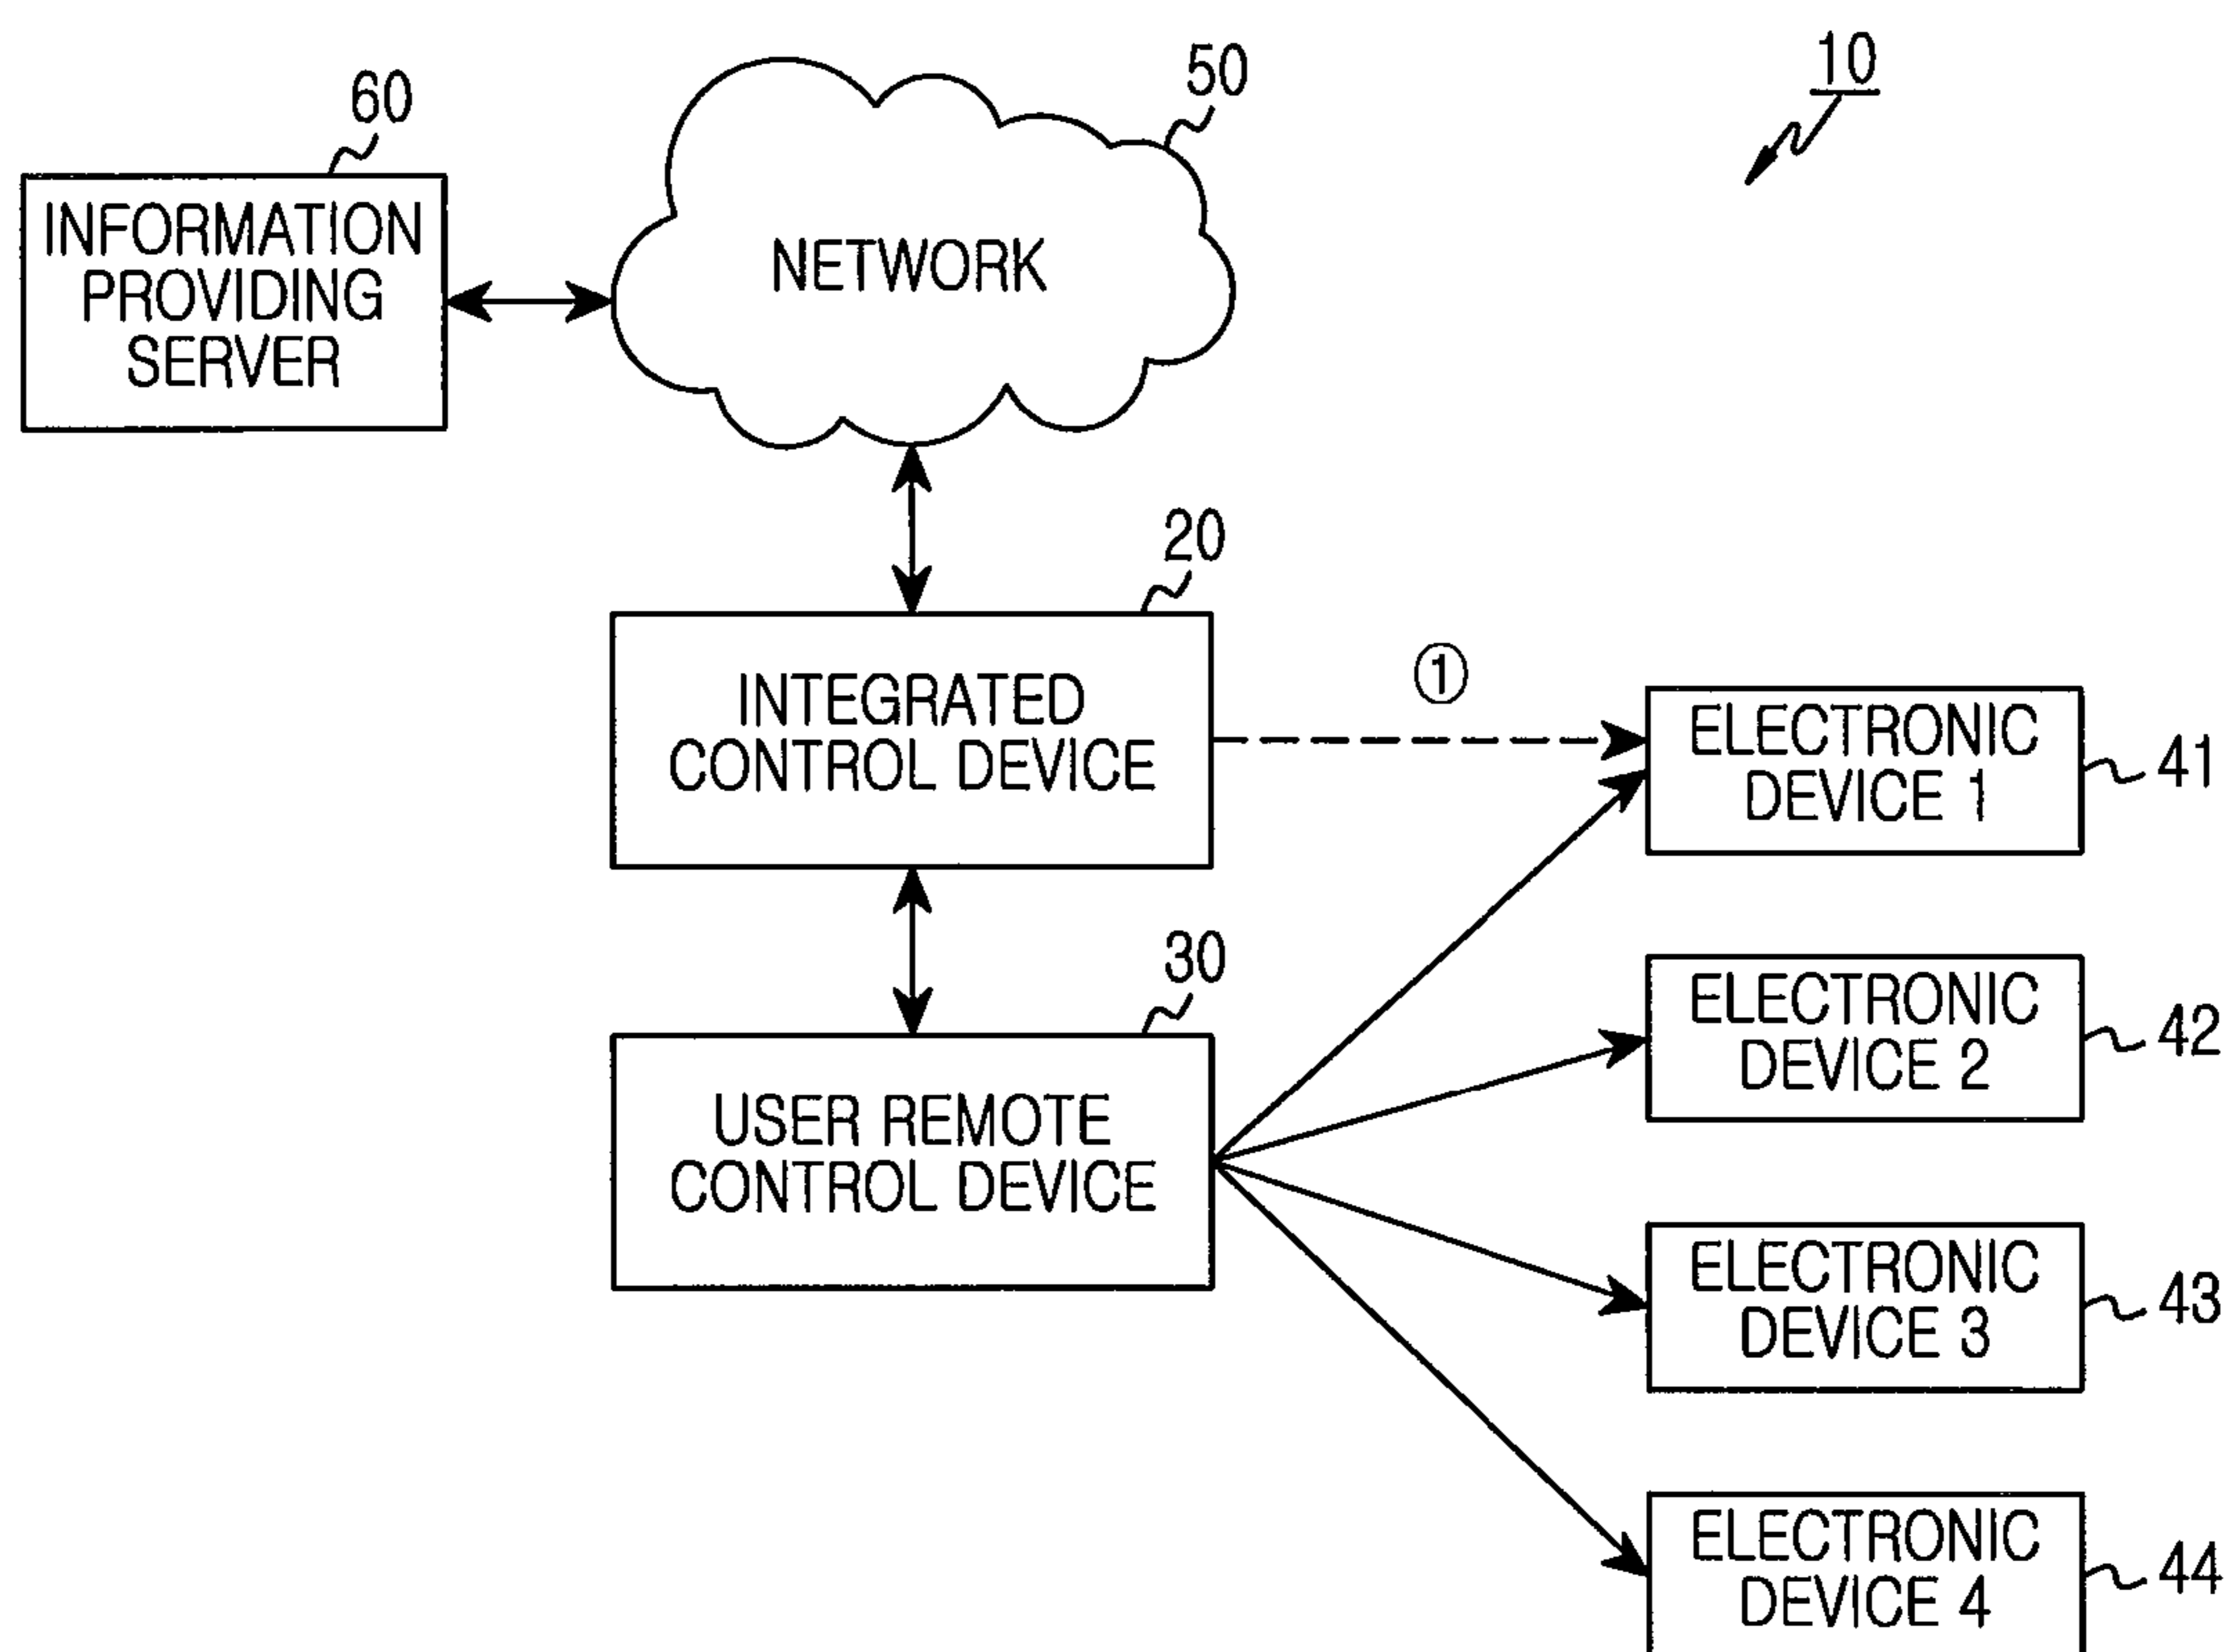 10
50
60
INFORMATION
PROVIDING
SERVER
NETWORK
20
INTEGRATED
CONTROL DEVICE
①
ELECTRONIC
DEVICE 1
41
30
USER REMOTE
CONTROL DEVICE
ELECTRONIC
DEVICE 2
42
ELECTRONIC
DEVICE 3
43
ELECTRONIC
DEVICE 4
44